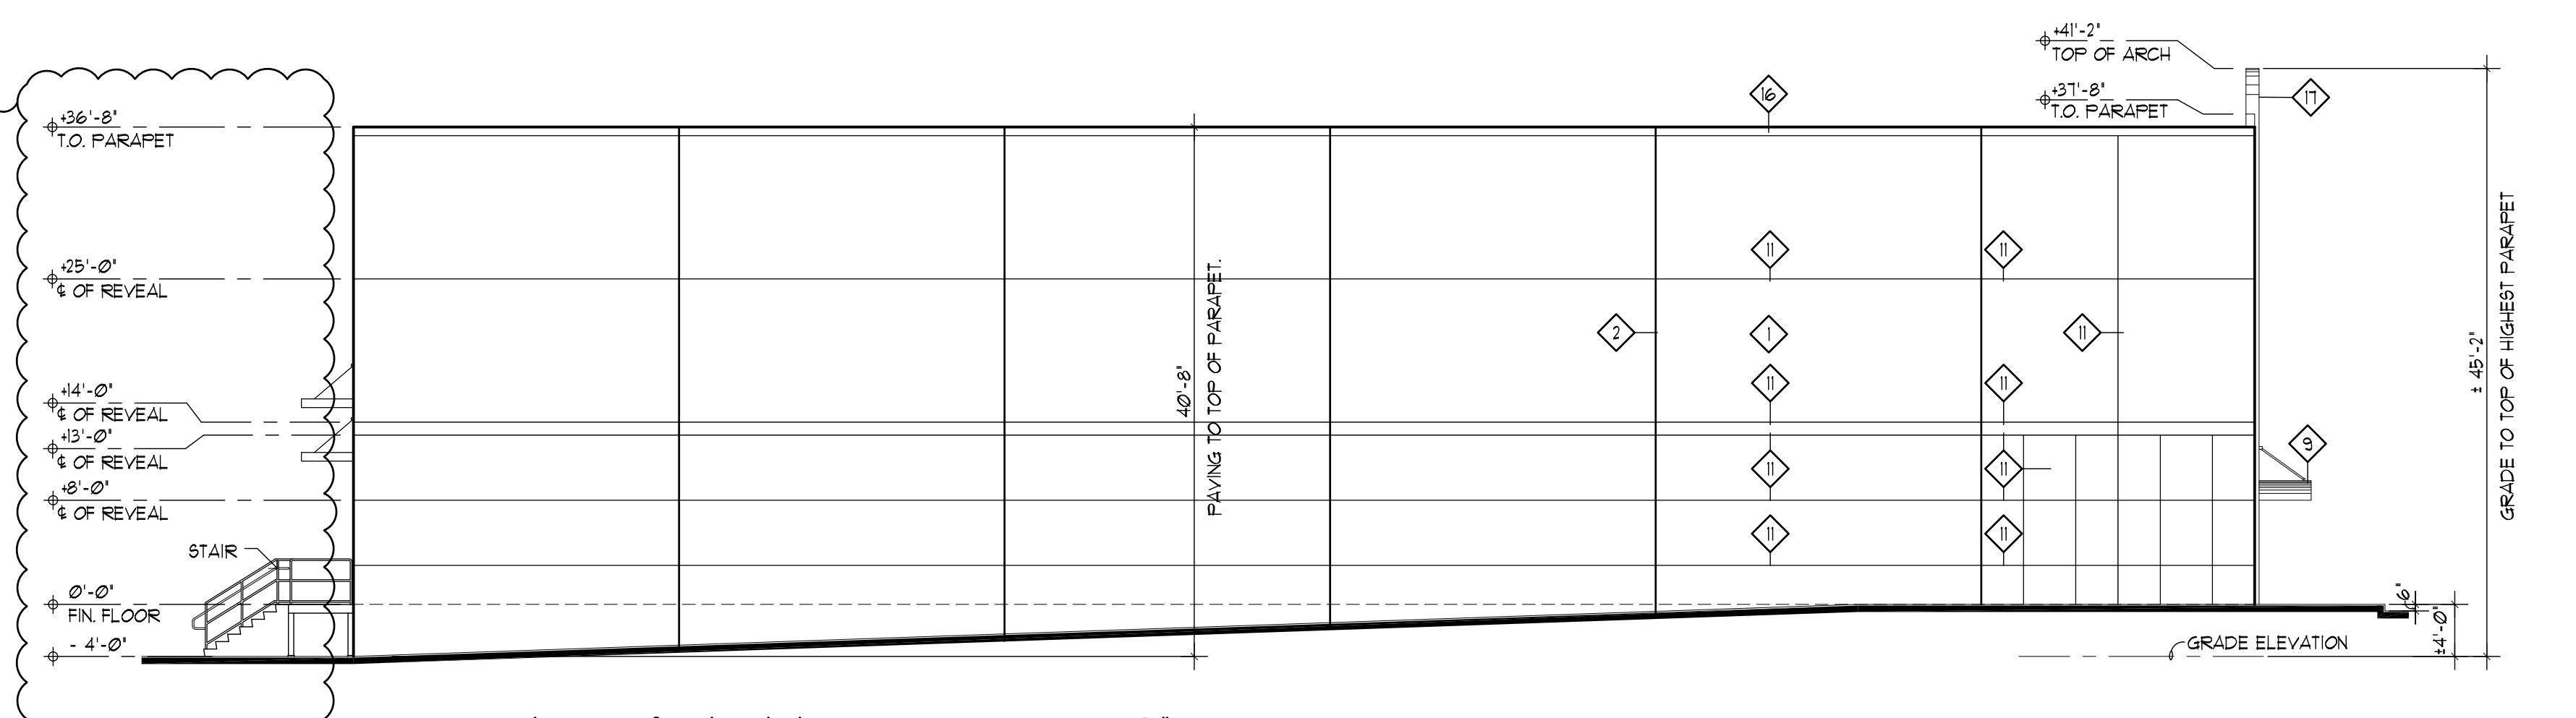 +41'-2"
TOP OF ARCH
+37'-8"
T.O. PARAPET
16
17
+36'-8"
T.O. PARAPET
+25'-0"
℄ OF REVEAL
+14'-0"
℄ OF REVEAL
+13'-0"
℄ OF REVEAL
+8'-0"
℄ OF REVEAL
STAIR
0'-0"
FIN. FLOOR
- 4'-0"
40'-8"
PAVING TO TOP OF PARAPET.
11
11
2
1
11
11
11
11
11
11
11
9
± 45'-2"
GRADE TO TOP OF HIGHEST PARAPET
6"
±4'-0"
GRADE ELEVATION